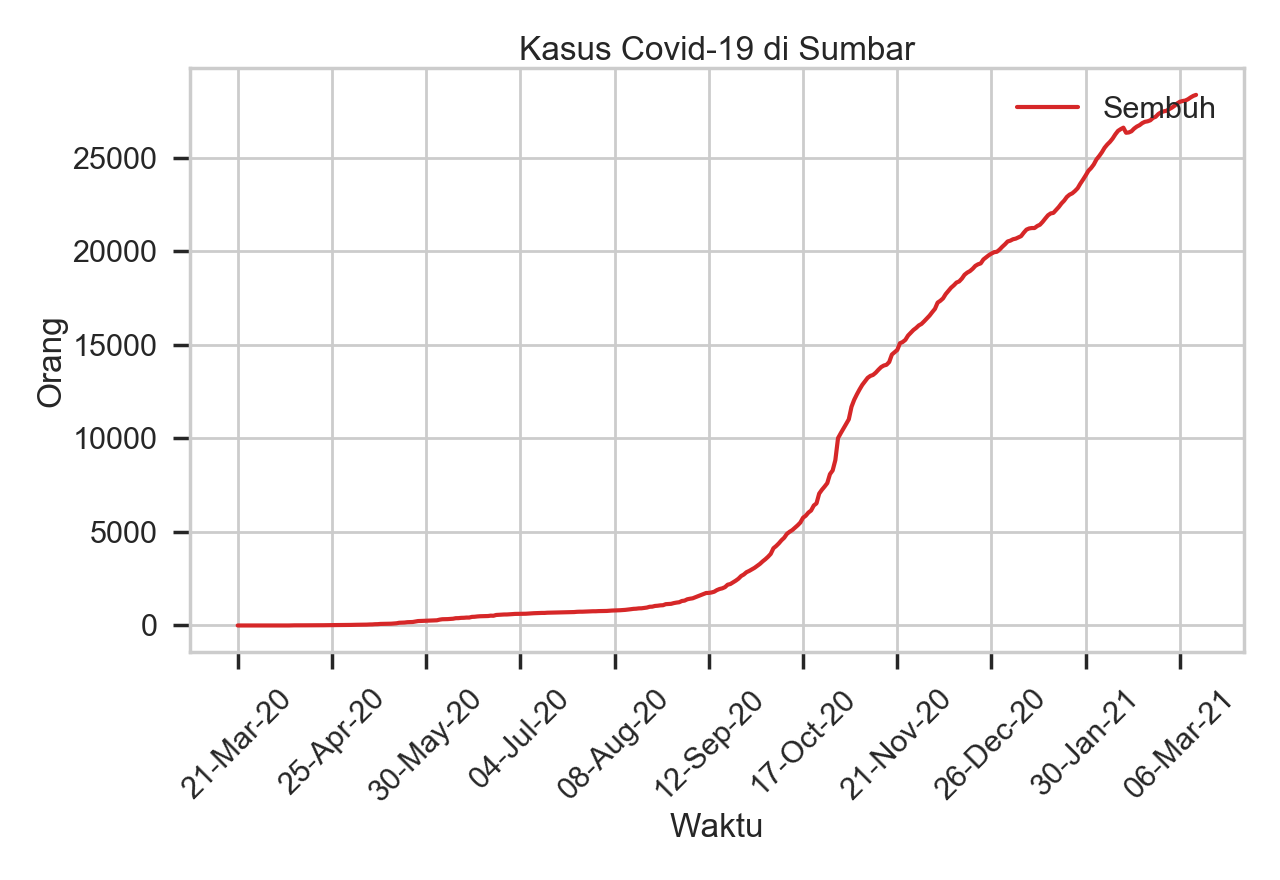 Kasus Covid-19 di Sumbar
Sembuh
Orang
25000
20000
15000
10000
5000
0
21-Mar-20
25-Apr-20
30-May-20
04-Jul-20
08-Aug-20
12-Sep-20
17-Oct-20
21-Nov-20
26-Dec-20
30-Jan-21
06-Mar-21
Waktu